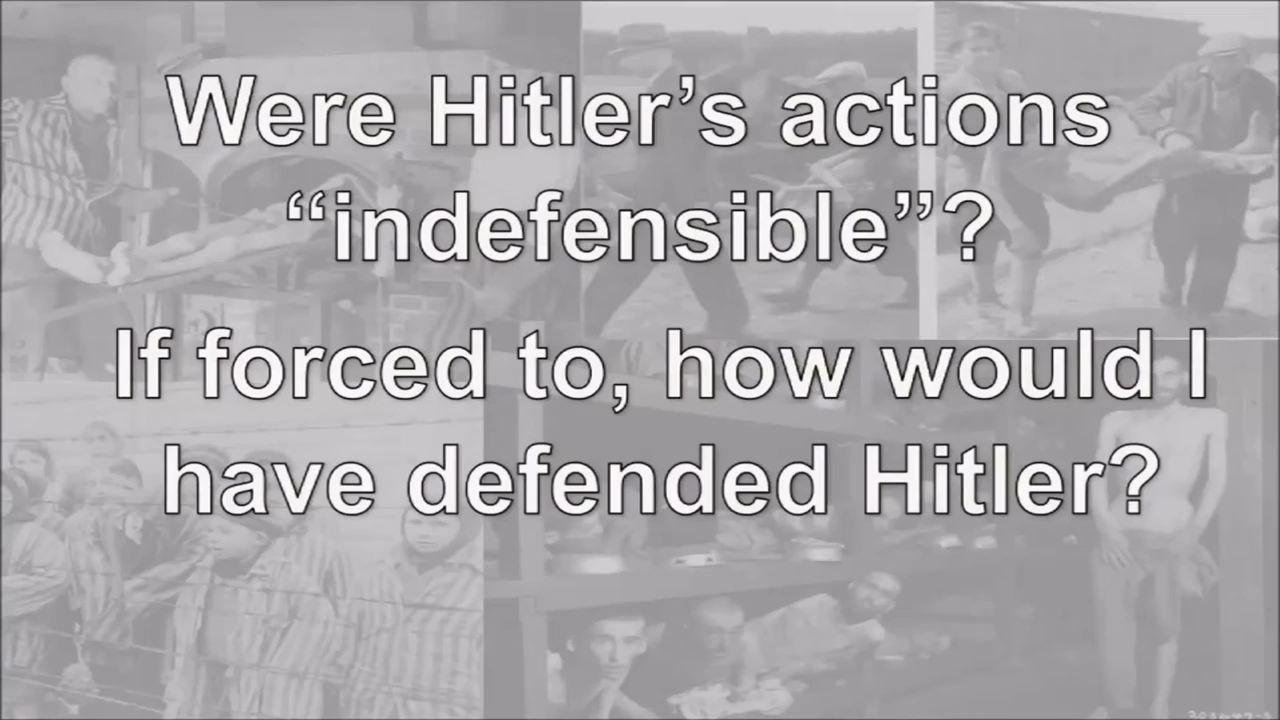 Were Hitler’s actions
“indefensible”?
If forced to, how would I
have defended Hitler?